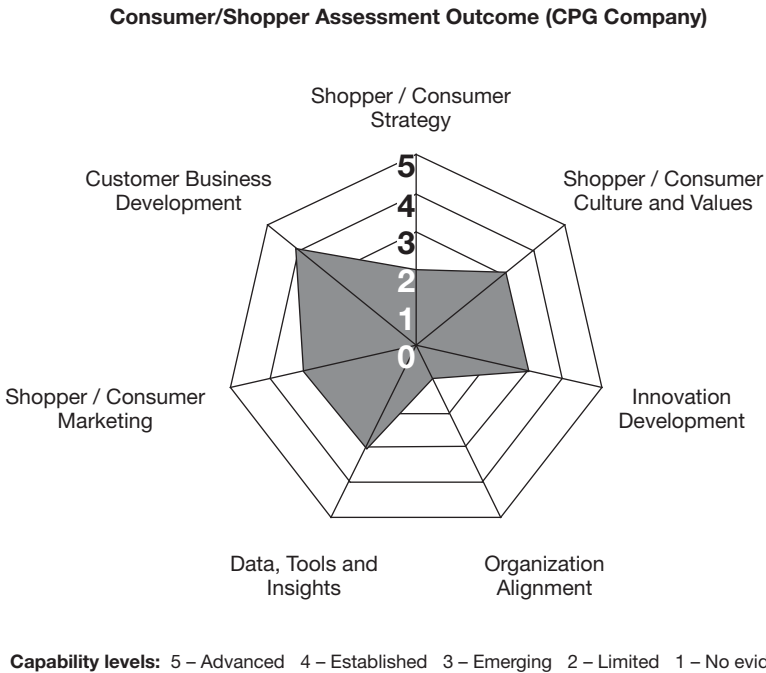 Consumer/Shopper Assessment Outcome (CPG Company)
Shopper / Consumer
Strategy
Customer Business
Development
Shopper / Consumer
Culture and Values
5
4
3
2
1
0
Shopper / Consumer
Marketing
Innovation
Development
Data, Tools and
Insights
Organization
Alignment
Capability levels: 5 – Advanced 4 – Established 3 – Emerging 2 – Limited 1 – No